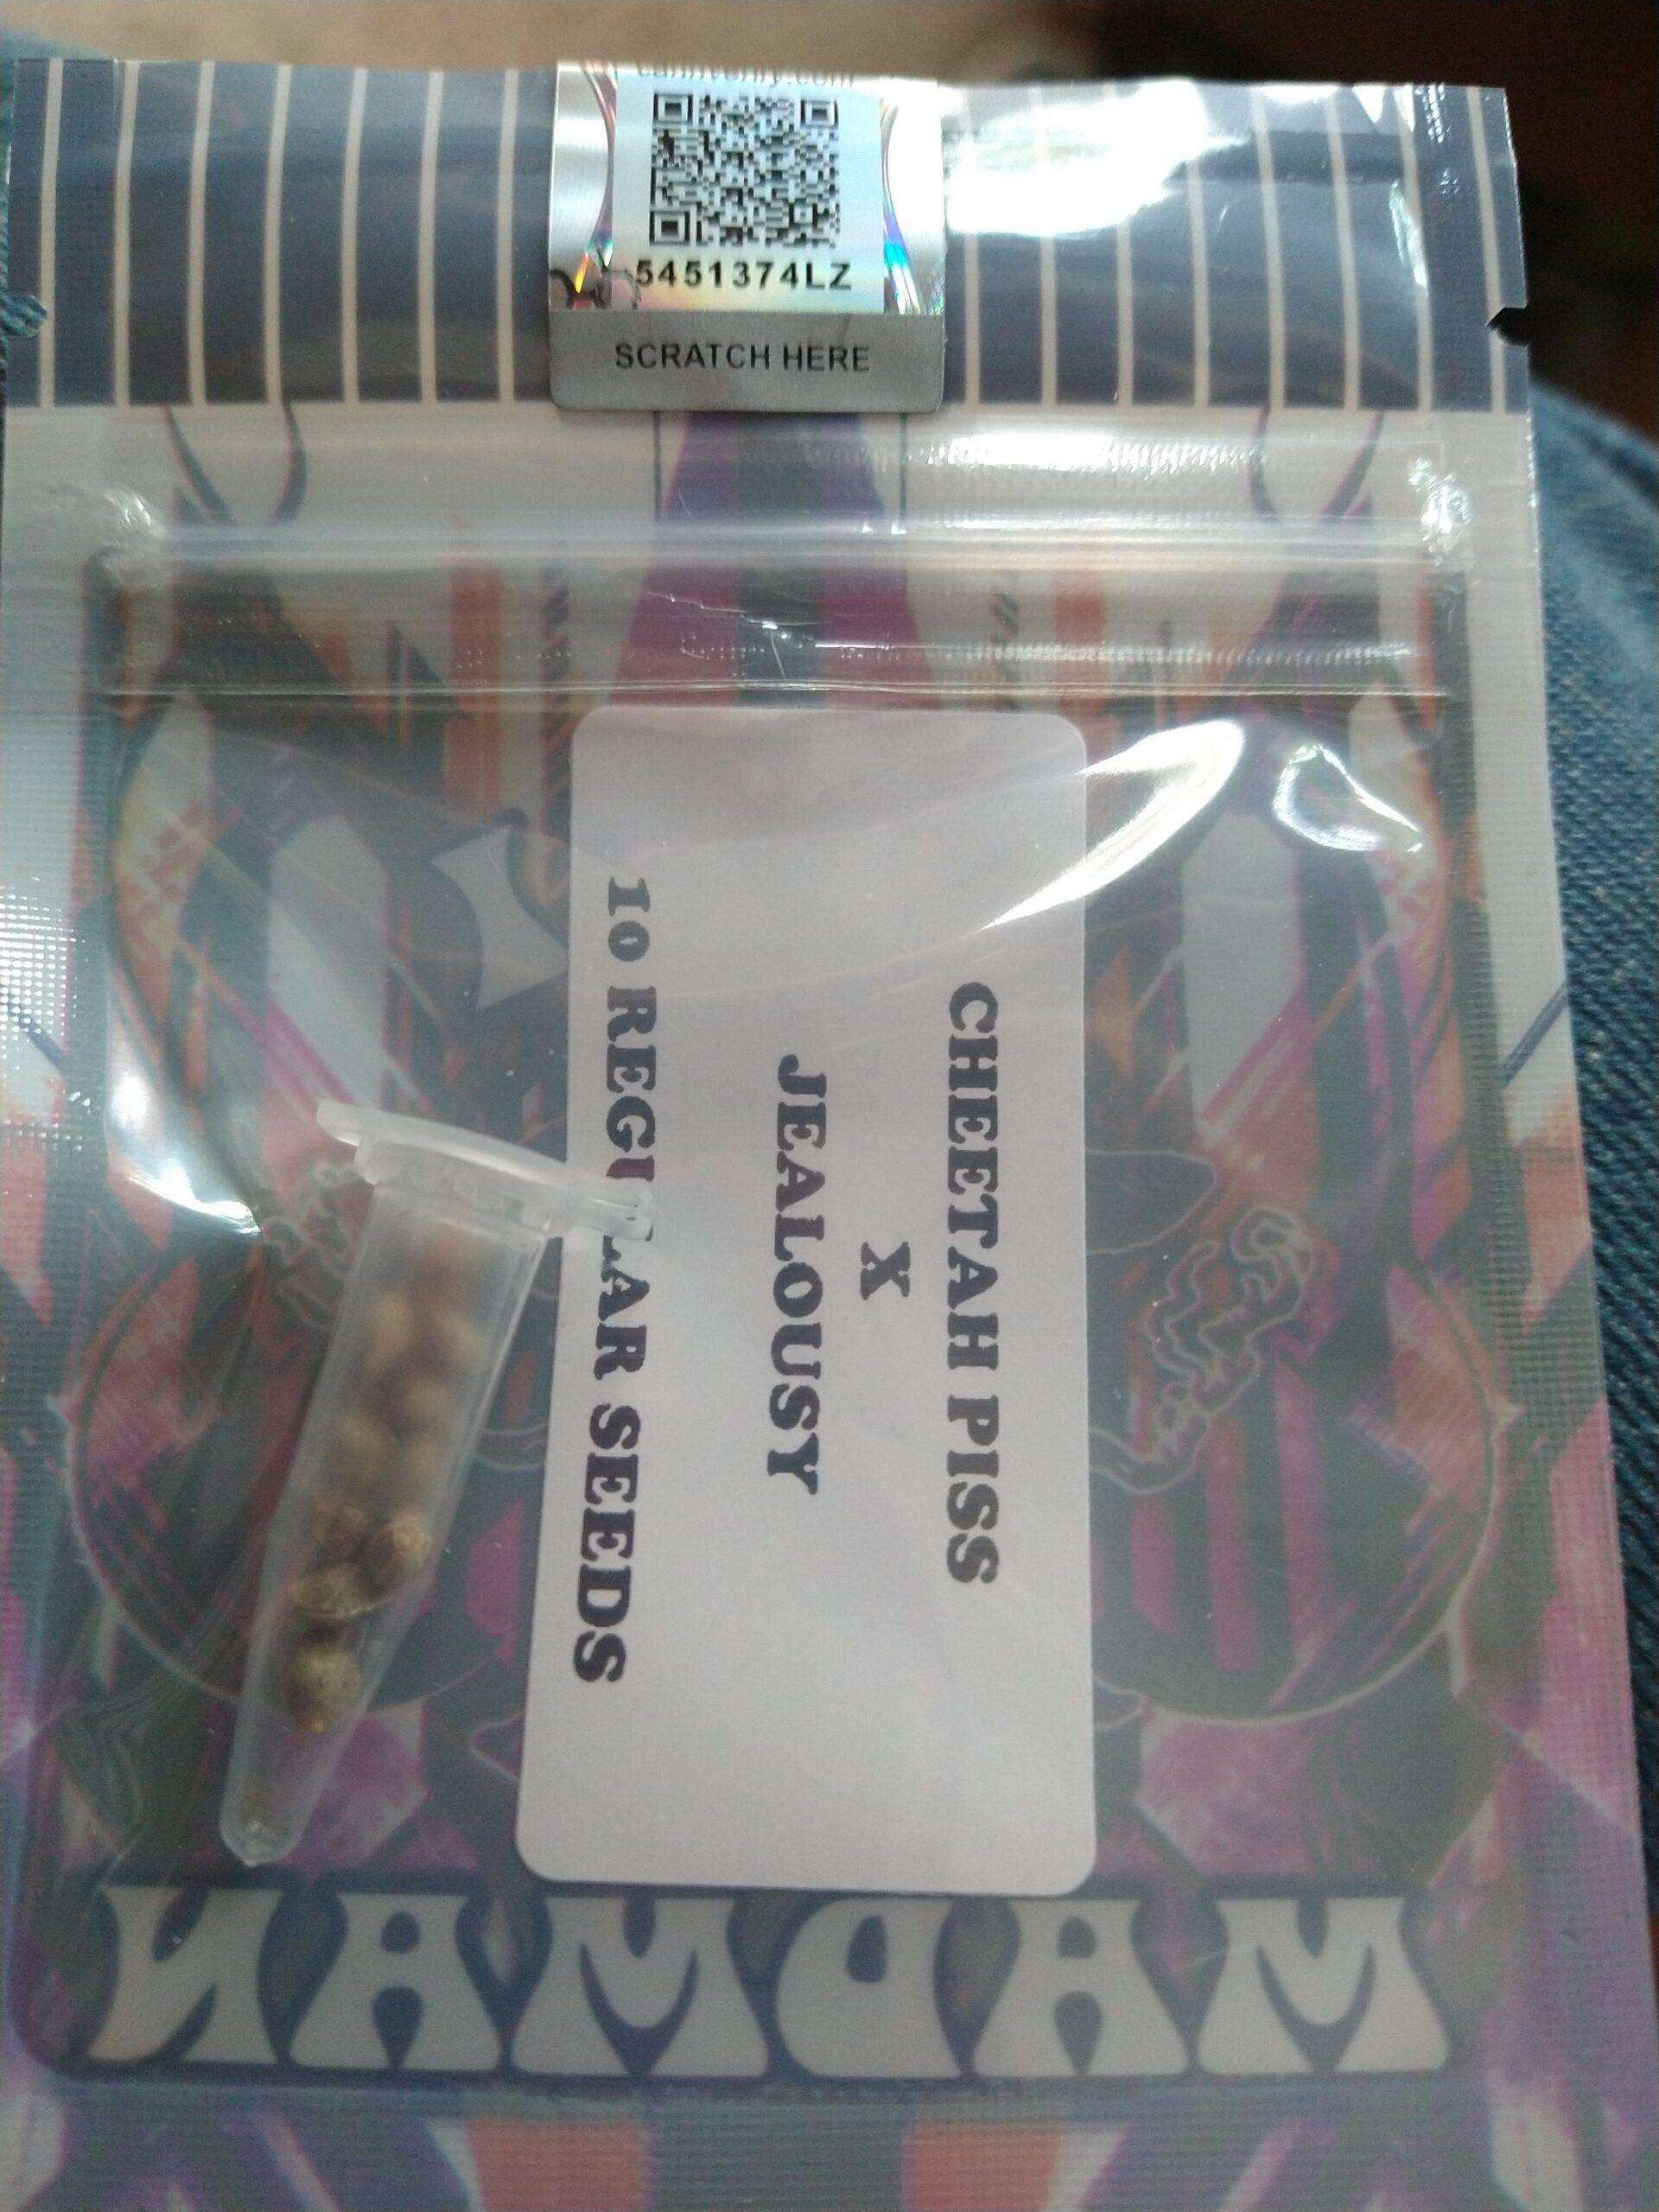 5451374LZ
SCRATCH HERE
CHEETAH PISS
X
JEALOUSY
10 REGULAR SEEDS
MADMAN